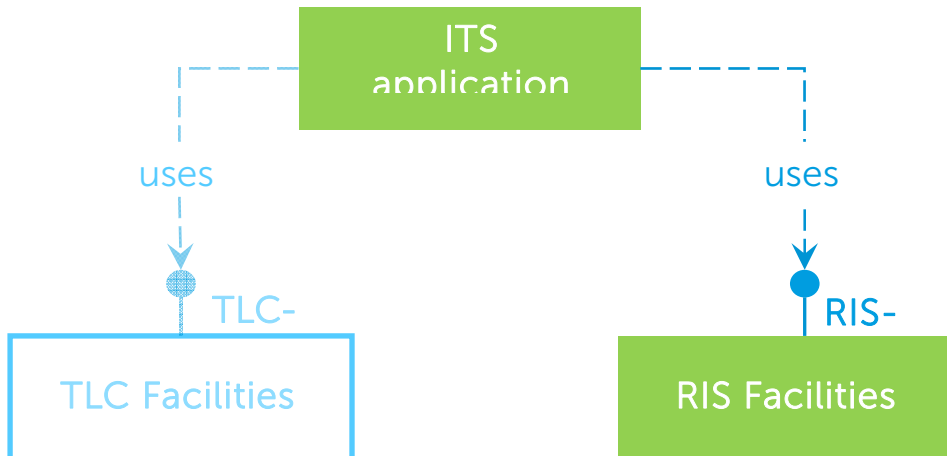 ITS
application
uses
uses
TLC-
RIS-
TLC Facilities
RIS Facilities